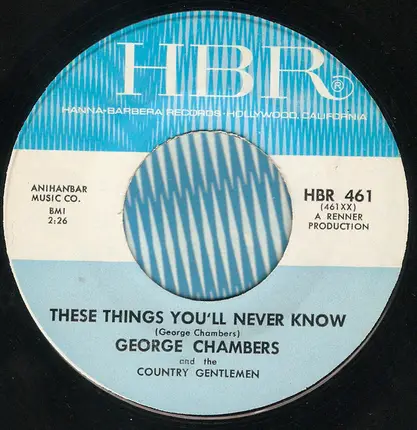 HBR®
HANNA-BARBERA RECORDS · HOLLYWOOD, CALIFORNIA
ANIHANBAR
MUSIC CO.
BMI
2:26
HBR 461
(461XX)
A RENNER
PRODUCTION
THESE THINGS YOU'LL NEVER KNOW
(George Chambers)
GEORGE CHAMBERS
and the
COUNTRY GENTLEMEN